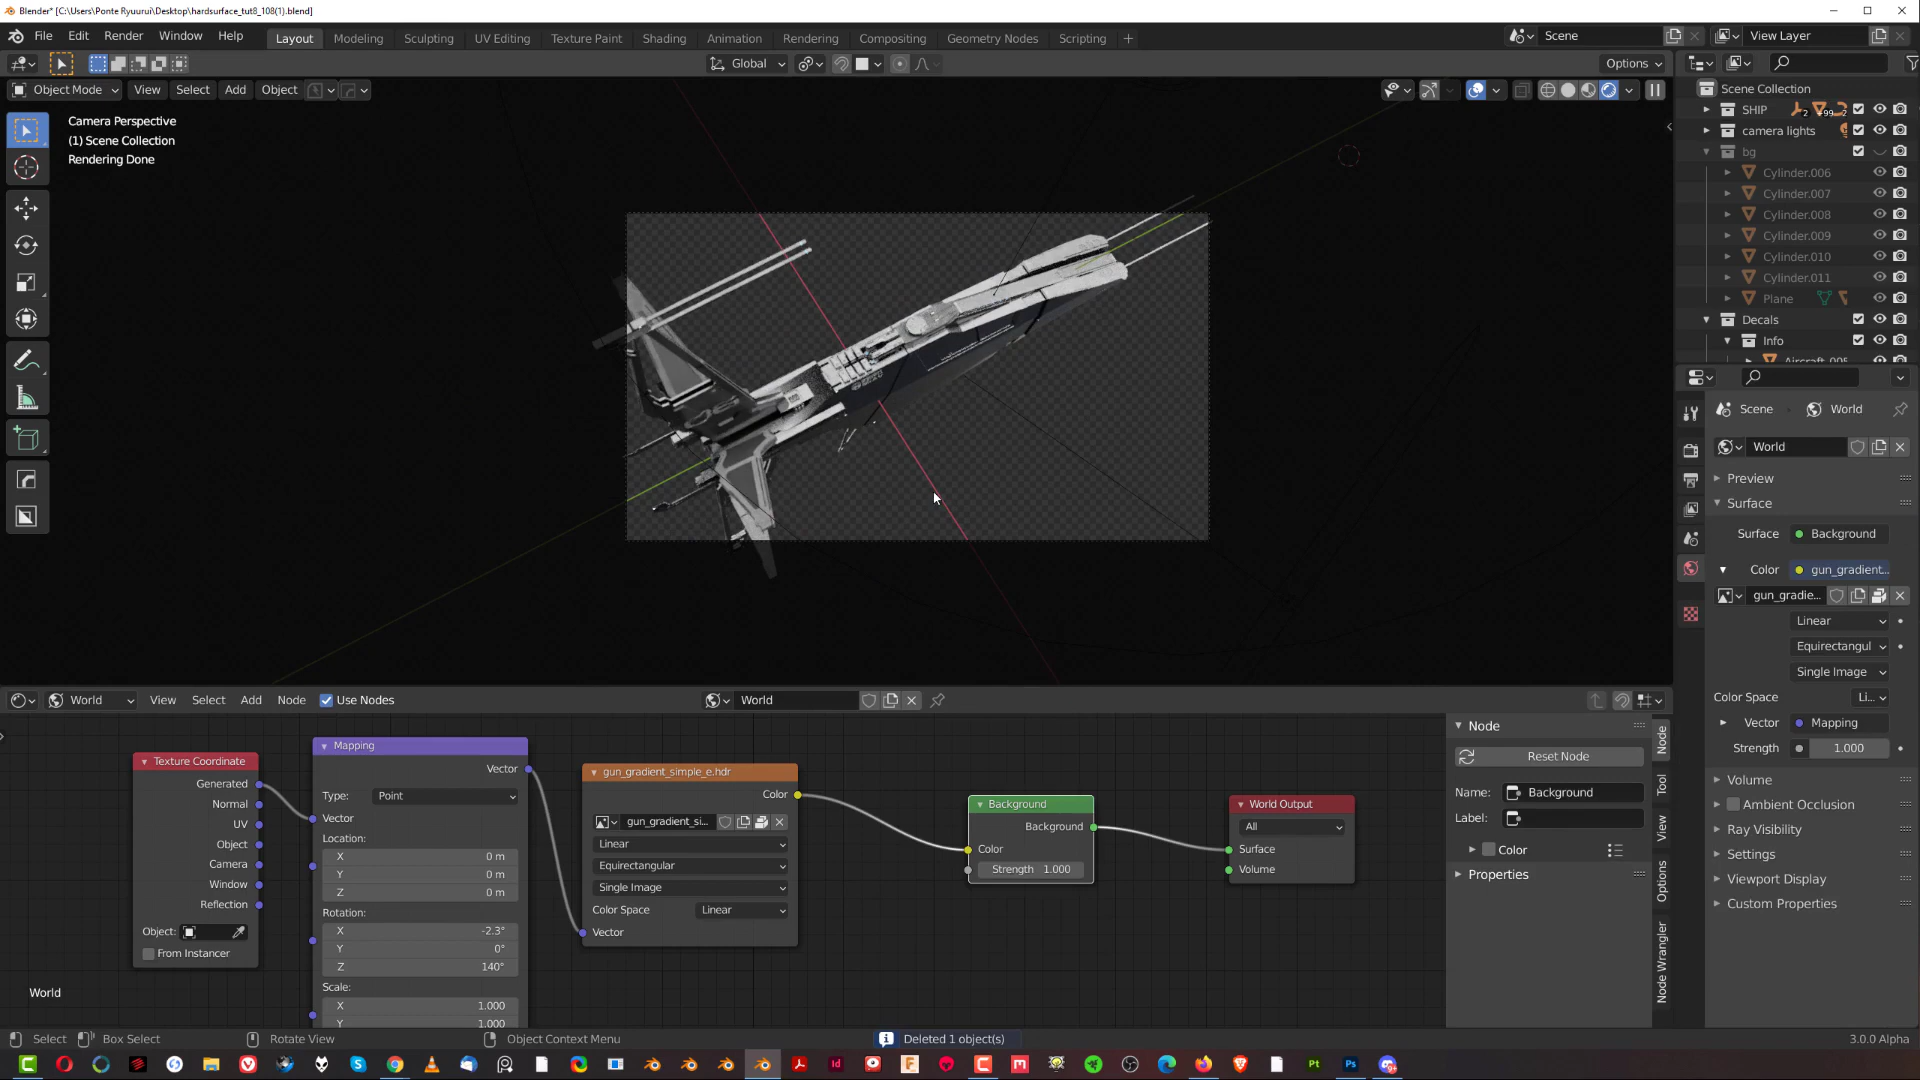 Blender* [C:\Users\Ponte Ryuurui\Desktop\hardsurface_tut8_108(1).blend]
File Edit Render Window Help Layout Modeling Sculpting UV Editing Texture Paint Shading Animation Rendering Compositing Geometry Nodes Scripting Scene View Layer
Global Options
Object Mode View Select Add Object
Scene Collection
SHIP
camera lights
bg
Cylinder.006
Cylinder.007
Cylinder.008
Cylinder.009
Cylinder.010
Cylinder.011
Plane
Decals
Info
Camera Perspective
(1) Scene Collection
Rendering Done
Scene World
World
Preview
Surface
Surface Background
Color gun_gradient...
gun_gradie...
Linear
Equirectangul
Single Image
Color Space Li...
Vector Mapping
Strength 1.000
Volume
Ambient Occlusion
Ray Visibility
Settings
Viewport Display
Custom Properties
World View Select Add Node Use Nodes World
Texture Coordinate
Generated
Normal
UV
Object
Camera
Window
Reflection
Object:
From Instancer
Mapping
Vector
Type: Point
Vector
Location:
X 0 m
Y 0 m
Z 0 m
Rotation:
X -2.3°
Y 0°
Z 140°
Scale:
X 1.000
Y 1.000
gun_gradient_simple_e.hdr
Color
gun_gradient_si...
Linear
Equirectangular
Single Image
Color Space Linear
Vector
Background
Background
Color
Strength 1.000
World Output
All
Surface
Volume
Node
Reset Node
Name: Background
Label:
Color
Properties
Node
Tool
View
Options
Node Wrangler
World
Select Box Select Rotate View Object Context Menu Deleted 1 object(s) 3.0.0 Alpha